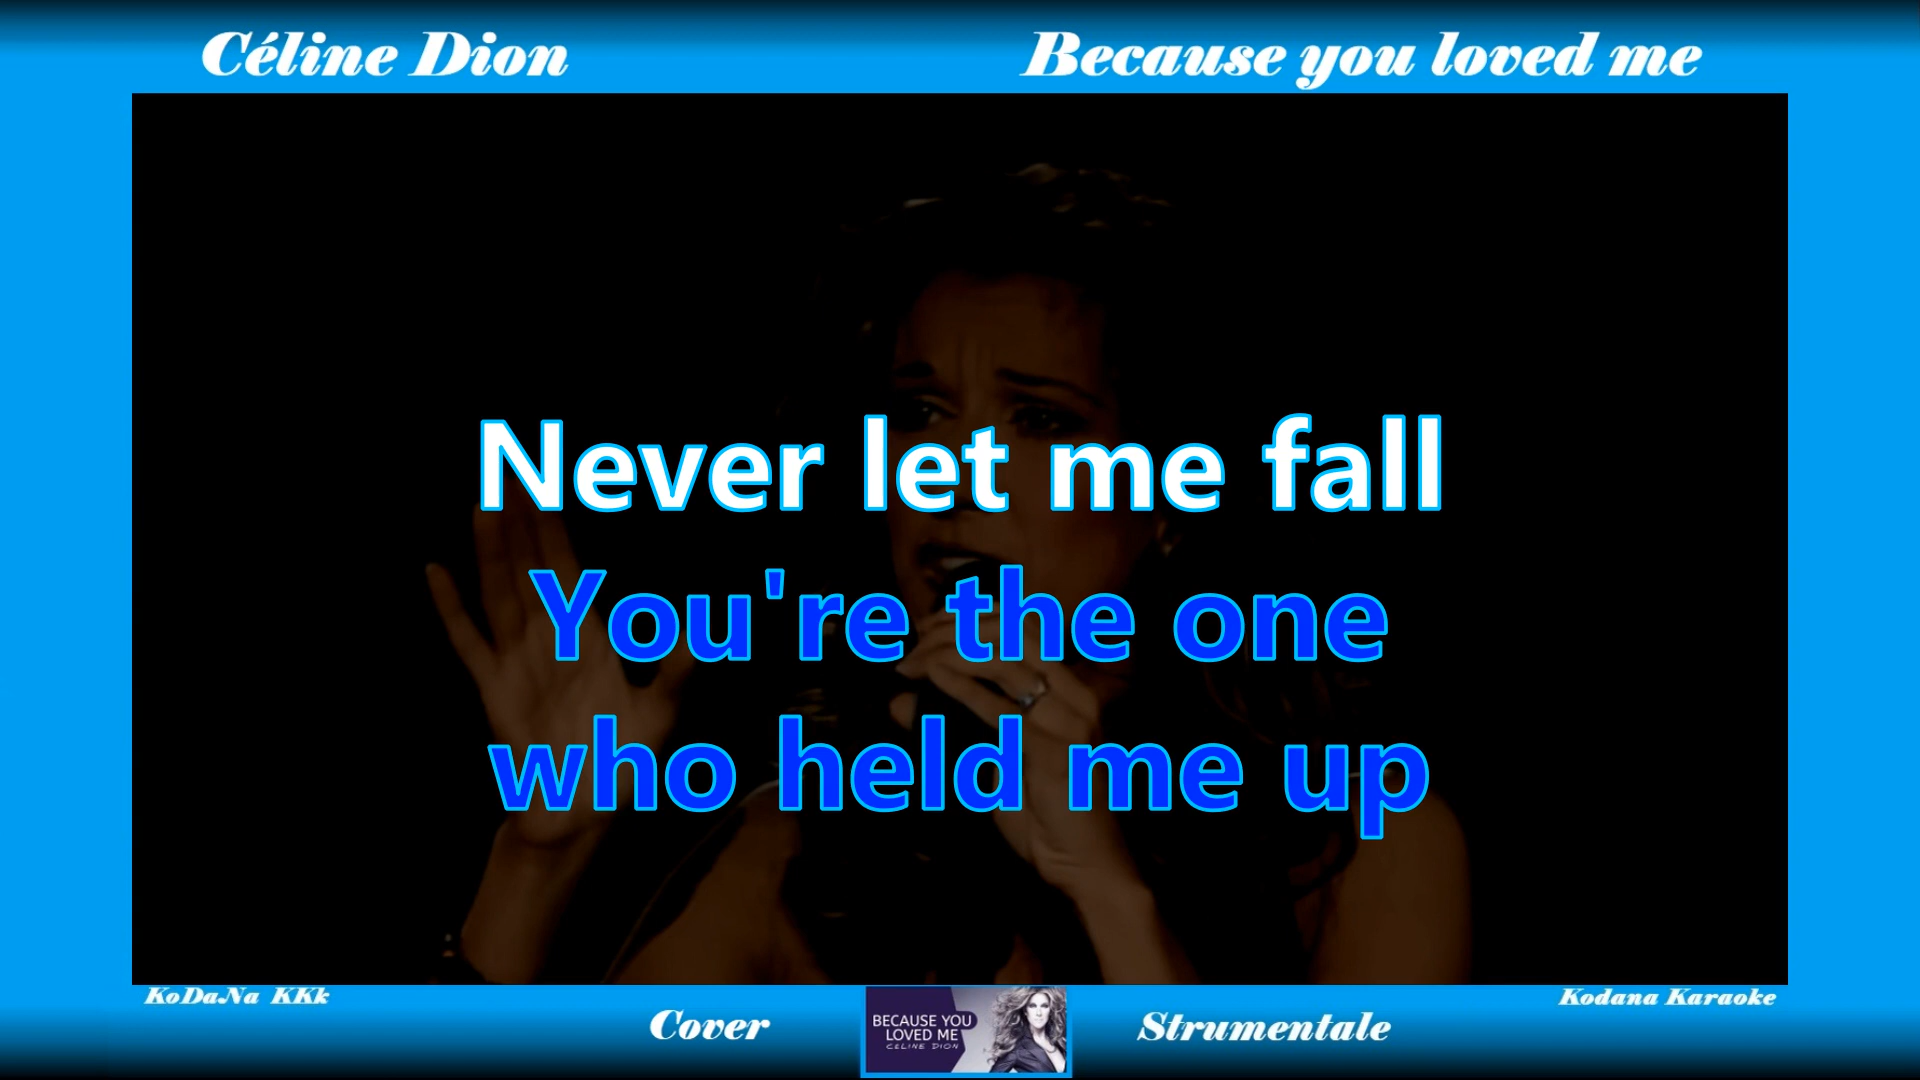 Céline Dion
Because you loved me
Never let me fall
You're the one
who held me up
KoDaNa KKk
Kodana Karaoke
Cover
BECAUSE YOU
LOVED ME
CÉLINE DION
Strumentale